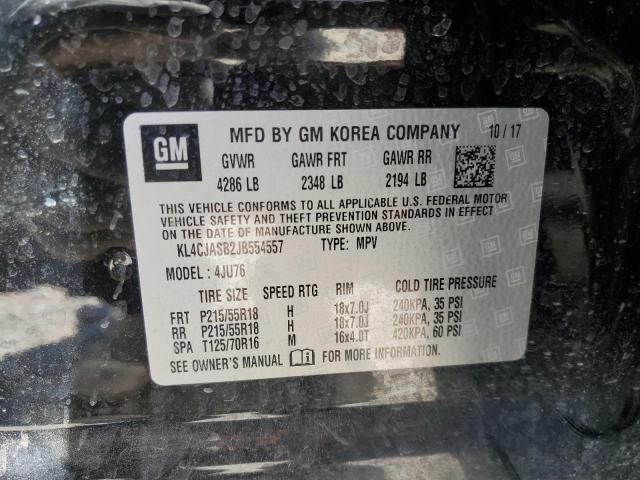 GM MFD BY GM KOREA COMPANY 10/17
GVWR GAWR FRT GAWR RR
4286 LB 2348 LB 2194 LB
THIS VEHICLE CONFORMS TO ALL APPLICABLE U.S. FEDERAL MOTOR
VEHICLE SAFETY AND THEFT PREVENTION STANDARDS IN EFFECT
ON THE DATE OF MANUFACTURE SHOWN ABOVE.
KL4CJASB2JB554557 TYPE: MPV
MODEL: 4JU76
TIRE SIZE SPEED RTG RIM COLD TIRE PRESSURE
FRT P215/55R18 H 18x7.0J 240KPA, 35 PSI
RR P215/55R18 H 18x7.0J 240KPA, 35 PSI
SPA T125/70R16 M 16x4.0T 420KPA, 60 PSI
SEE OWNER'S MANUAL FOR MORE INFORMATION.